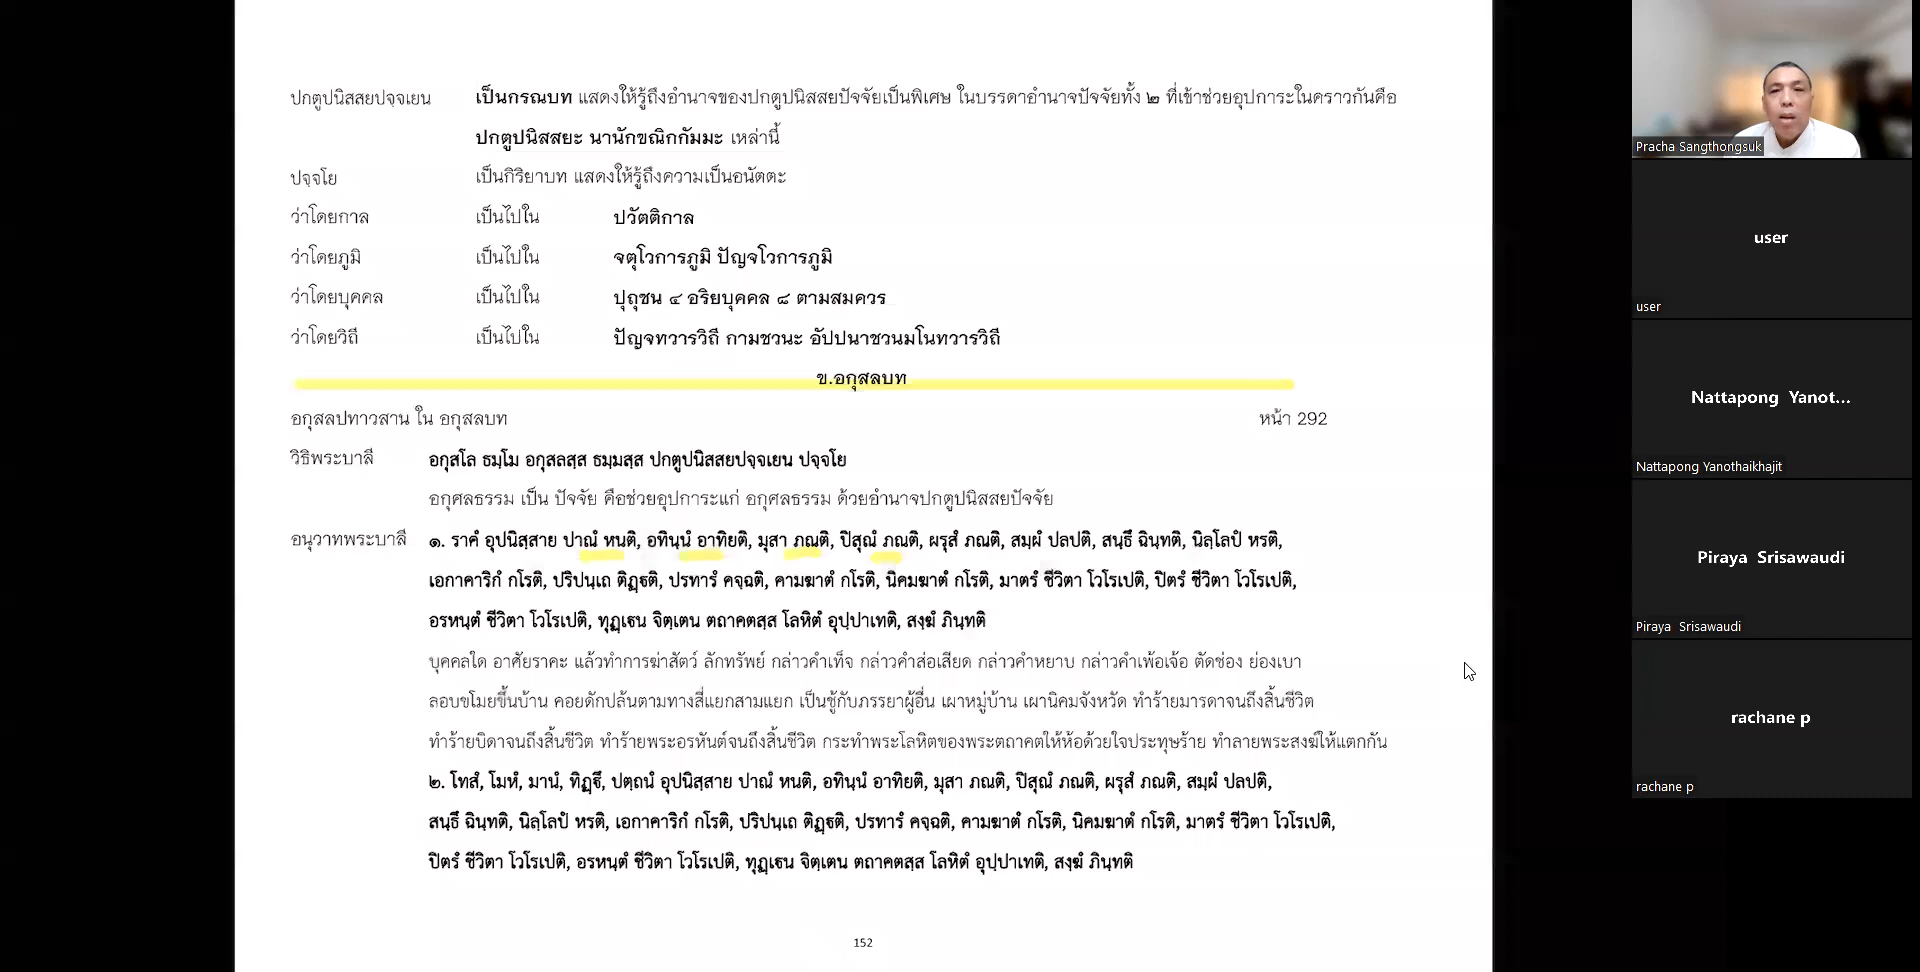 ปกตูปนิสสยปจฺจเยน เป็นกรณบท แสดงให้รู้ถึงอำนาจของปกตูปนิสสยปัจจัยเป็นพิเศษ ในบรรดาอำนาจปัจจัยทั้ง ๒ ที่เข้าช่วยอุปการะในคราวกันคือ
ปกตูปนิสสยะ นานักขณิกกัมมะ เหล่านี้
ปจฺจโย เป็นกิริยาบท แสดงให้รู้ถึงความเป็นอนัตตะ
ว่าโดยกาล เป็นไปใน ปวัตติกาล
ว่าโดยภูมิ เป็นไปใน จตุโวการภูมิ ปัญจโวการภูมิ
ว่าโดยบุคคล เป็นไปใน ปุถุชน ๔ อริยบุคคล ๘ ตามสมควร
ว่าโดยวิถี เป็นไปใน ปัญจทวารวิถี กามชวนะ อัปปนาชวนมโนทวารวิถี
ข.อกุสลบท
อกุสลปทาวสาน ใน อกุสลบท หน้า 292
วิธิพระบาลี อกุสโล ธมฺโม อกุสลสฺส ธมฺมสฺส ปกตูปนิสสยปจฺจเยน ปจฺจโย
อกุศลธรรม เป็น ปัจจัย คือช่วยอุปการะแก่ อกุศลธรรม ด้วยอำนาจปกตูปนิสสยปัจจัย
อนุวาทพระบาลี ๑. ราคํ อุปนิสฺสาย ปาณํ หนติ, อทินฺนํ อาทิยติ, มุสา ภณติ, ปิสุณํ ภณติ, ผรุสํ ภณติ, สมฺผํ ปลปติ, สนฺธึ ฉินฺทติ, นิลฺโลปํ หรติ,
เอกาคาริกํ กโรติ, ปริปนฺเถ ติฏฺฐติ, ปรทารํ คจฺฉติ, คามฆาตํ กโรติ, นิคมฆาตํ กโรติ, มาตรํ ชีวิตา โวโรเปติ, ปิตรํ ชีวิตา โวโรเปติ,
อรหนฺตํ ชีวิตา โวโรเปติ, ทุฏฺเฐน จิตฺเตน ตถาคตสฺส โลหิตํ อุปฺปาเทติ, สงฺฆํ ภินฺทติ
บุคคลใด อาศัยราคะ แล้วทำการฆ่าสัตว์ ลักทรัพย์ กล่าวคำเท็จ กล่าวคำส่อเสียด กล่าวคำหยาบ กล่าวคำเพ้อเจ้อ ตัดช่อง ย่องเบา
ลอบขโมยขึ้นบ้าน คอยดักปล้นตามทางสี่แยกสามแยก เป็นชู้กับภรรยาผู้อื่น เผาหมู่บ้าน เผานิคมจังหวัด ทำร้ายมารดาจนถึงสิ้นชีวิต
ทำร้ายบิดาจนถึงสิ้นชีวิต ทำร้ายพระอรหันต์จนถึงสิ้นชีวิต กระทำพระโลหิตของพระตถาคตให้ห้อด้วยใจประทุษร้าย ทำลายพระสงฆ์ให้แตกกัน
๒. โทสํ, โมหํ, มานํ, ทิฏฺฐึ, ปตฺถนํ อุปนิสฺสาย ปาณํ หนติ, อทินฺนํ อาทิยติ, มุสา ภณติ, ปิสุณํ ภณติ, ผรุสํ ภณติ, สมฺผํ ปลปติ,
สนฺธึ ฉินฺทติ, นิลฺโลปํ หรติ, เอกาคาริกํ กโรติ, ปริปนฺเถ ติฏฺฐติ, ปรทารํ คจฺฉติ, คามฆาตํ กโรติ, นิคมฆาตํ กโรติ, มาตรํ ชีวิตา โวโรเปติ,
ปิตรํ ชีวิตา โวโรเปติ, อรหนฺตํ ชีวิตา โวโรเปติ, ทุฏฺเฐน จิตฺเตน ตถาคตสฺส โลหิตํ อุปฺปาเทติ, สงฺฆํ ภินฺทติ
152
Pracha Sangthongsuk
user
user
Nattapong Yanot...
Nattapong Yanothaikhajit
Piraya Srisawaudi
Piraya Srisawaudi
rachane p
rachane p